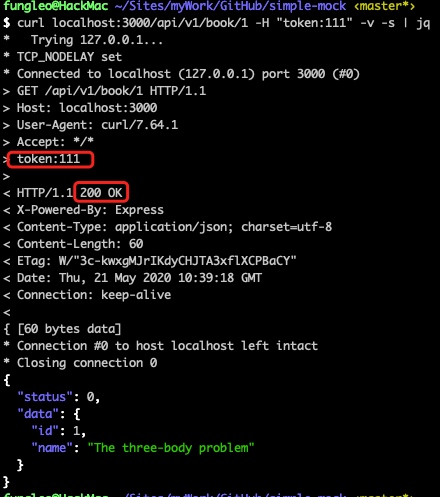 fungleo@HackMac ~/Sites/myWork/GitHub/simple-mock ‹master*›
$ curl localhost:3000/api/v1/book/1 -H "token:111" -v -s | jq
*   Trying 127.0.0.1...
* TCP_NODELAY set
* Connected to localhost (127.0.0.1) port 3000 (#0)
> GET /api/v1/book/1 HTTP/1.1
> Host: localhost:3000
> User-Agent: curl/7.64.1
> Accept: */*
> token:111
>
< HTTP/1.1 200 OK
< X-Powered-By: Express
< Content-Type: application/json; charset=utf-8
< Content-Length: 60
< ETag: W/"3c-kwxgMJrIKdyCHJTA3xflXCPBaCY"
< Date: Thu, 21 May 2020 10:39:18 GMT
< Connection: keep-alive
<
{ [60 bytes data]
* Connection #0 to host localhost left intact
* Closing connection 0
{
  "status": 0,
  "data": {
    "id": 1,
    "name": "The three-body problem"
  }
}
fungleo@HackMac ~/Sites/myWork/GitHub/simple-mock ‹master*›